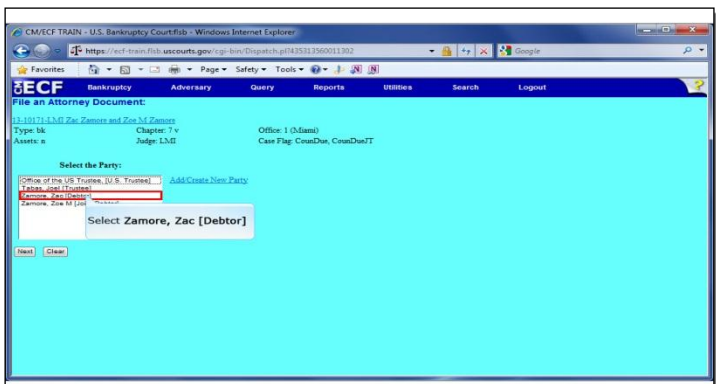 CM/ECF TRAIN - U.S. Bankruptcy Court:flsb - Windows Internet Explorer
https://ecf-train.flsb.uscourts.gov/cgi-bin/Dispatch.pl?435313560011302
Google
Favorites Page Safety Tools
ECF Bankruptcy Adversary Query Reports Utilities Search Logout ?
File an Attorney Document:
13-10171-LMI Zac Zamore and Zoe M Zamore
Type: bk Chapter: 7 v Office: 1 (Miami)
Assets: n Judge: LMI Case Flag: CounDue, CounDueJT
Select the Party:
Office of the US Trustee, [U.S. Trustee] Add/Create New Party
Tabas, Joel [Trustee]
Zamore, Zac [Debtor]
Zamore, Zoe M
Select Zamore, Zac [Debtor]
Next Clear